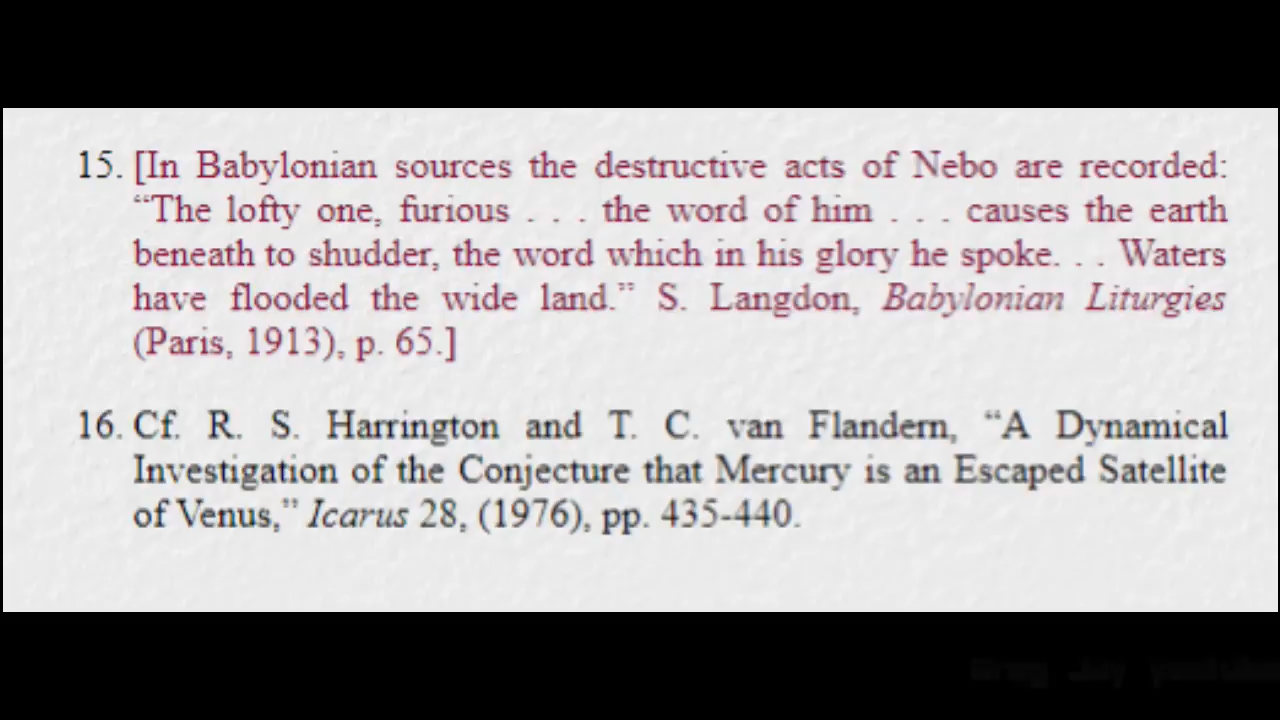 15. [In Babylonian sources the destructive acts of Nebo are recorded:
“The lofty one, furious . . . the word of him . . . causes the earth
beneath to shudder, the word which in his glory he spoke. . . Waters
have flooded the wide land.” S. Langdon, Babylonian Liturgies
(Paris, 1913), p. 65.]
16. Cf. R. S. Harrington and T. C. van Flandern, “A Dynamical
Investigation of the Conjecture that Mercury is an Escaped Satellite
of Venus,” Icarus 28, (1976), pp. 435-440.